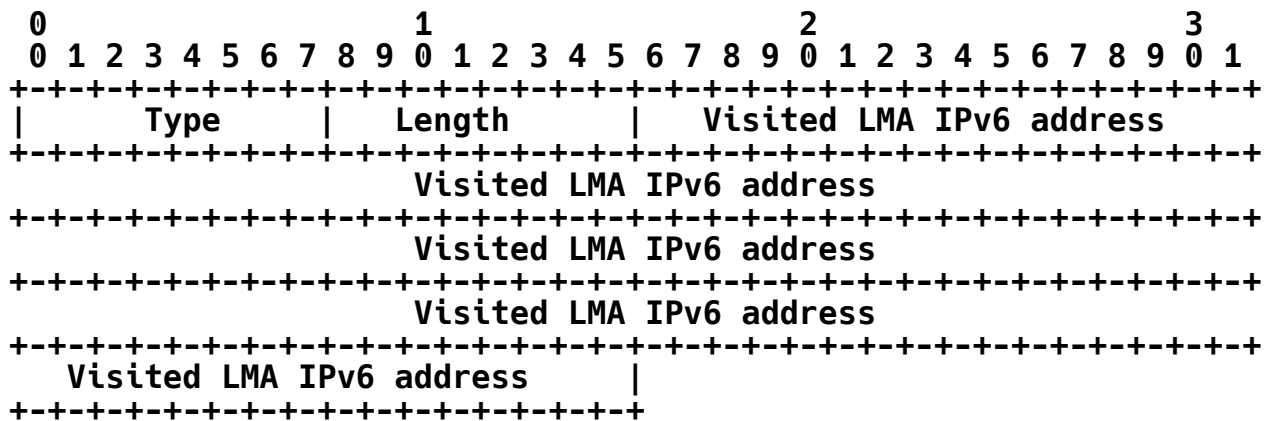 0                   1                   2                   3
 0 1 2 3 4 5 6 7 8 9 0 1 2 3 4 5 6 7 8 9 0 1 2 3 4 5 6 7 8 9 0 1
+-+-+-+-+-+-+-+-+-+-+-+-+-+-+-+-+-+-+-+-+-+-+-+-+-+-+-+-+-+-+-+-+
|      Type     |   Length      |   Visited LMA IPv6 address
+-+-+-+-+-+-+-+-+-+-+-+-+-+-+-+-+-+-+-+-+-+-+-+-+-+-+-+-+-+-+-+-+
                     Visited LMA IPv6 address
+-+-+-+-+-+-+-+-+-+-+-+-+-+-+-+-+-+-+-+-+-+-+-+-+-+-+-+-+-+-+-+-+
                     Visited LMA IPv6 address
+-+-+-+-+-+-+-+-+-+-+-+-+-+-+-+-+-+-+-+-+-+-+-+-+-+-+-+-+-+-+-+-+
                     Visited LMA IPv6 address
+-+-+-+-+-+-+-+-+-+-+-+-+-+-+-+-+-+-+-+-+-+-+-+-+-+-+-+-+-+-+-+-+
   Visited LMA IPv6 address     |
+-+-+-+-+-+-+-+-+-+-+-+-+-+-+-+-+